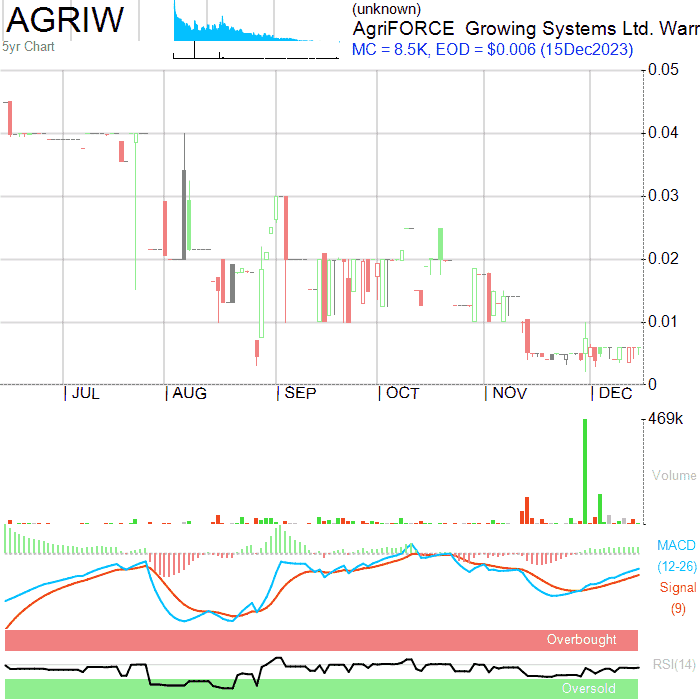 AGRIW
5yr Chart
(unknown)
AgriFORCE Growing Systems Ltd. Warr
MC = 8.5K, EOD = $0.006 (15Dec2023)
0.05
0.04
0.03
0.02
0.01
0
JUL AUG SEP OCT NOV DEC
469k
Volume
MACD
(12-26)
Signal
(9)
Overbought
RSI(14)
Oversold